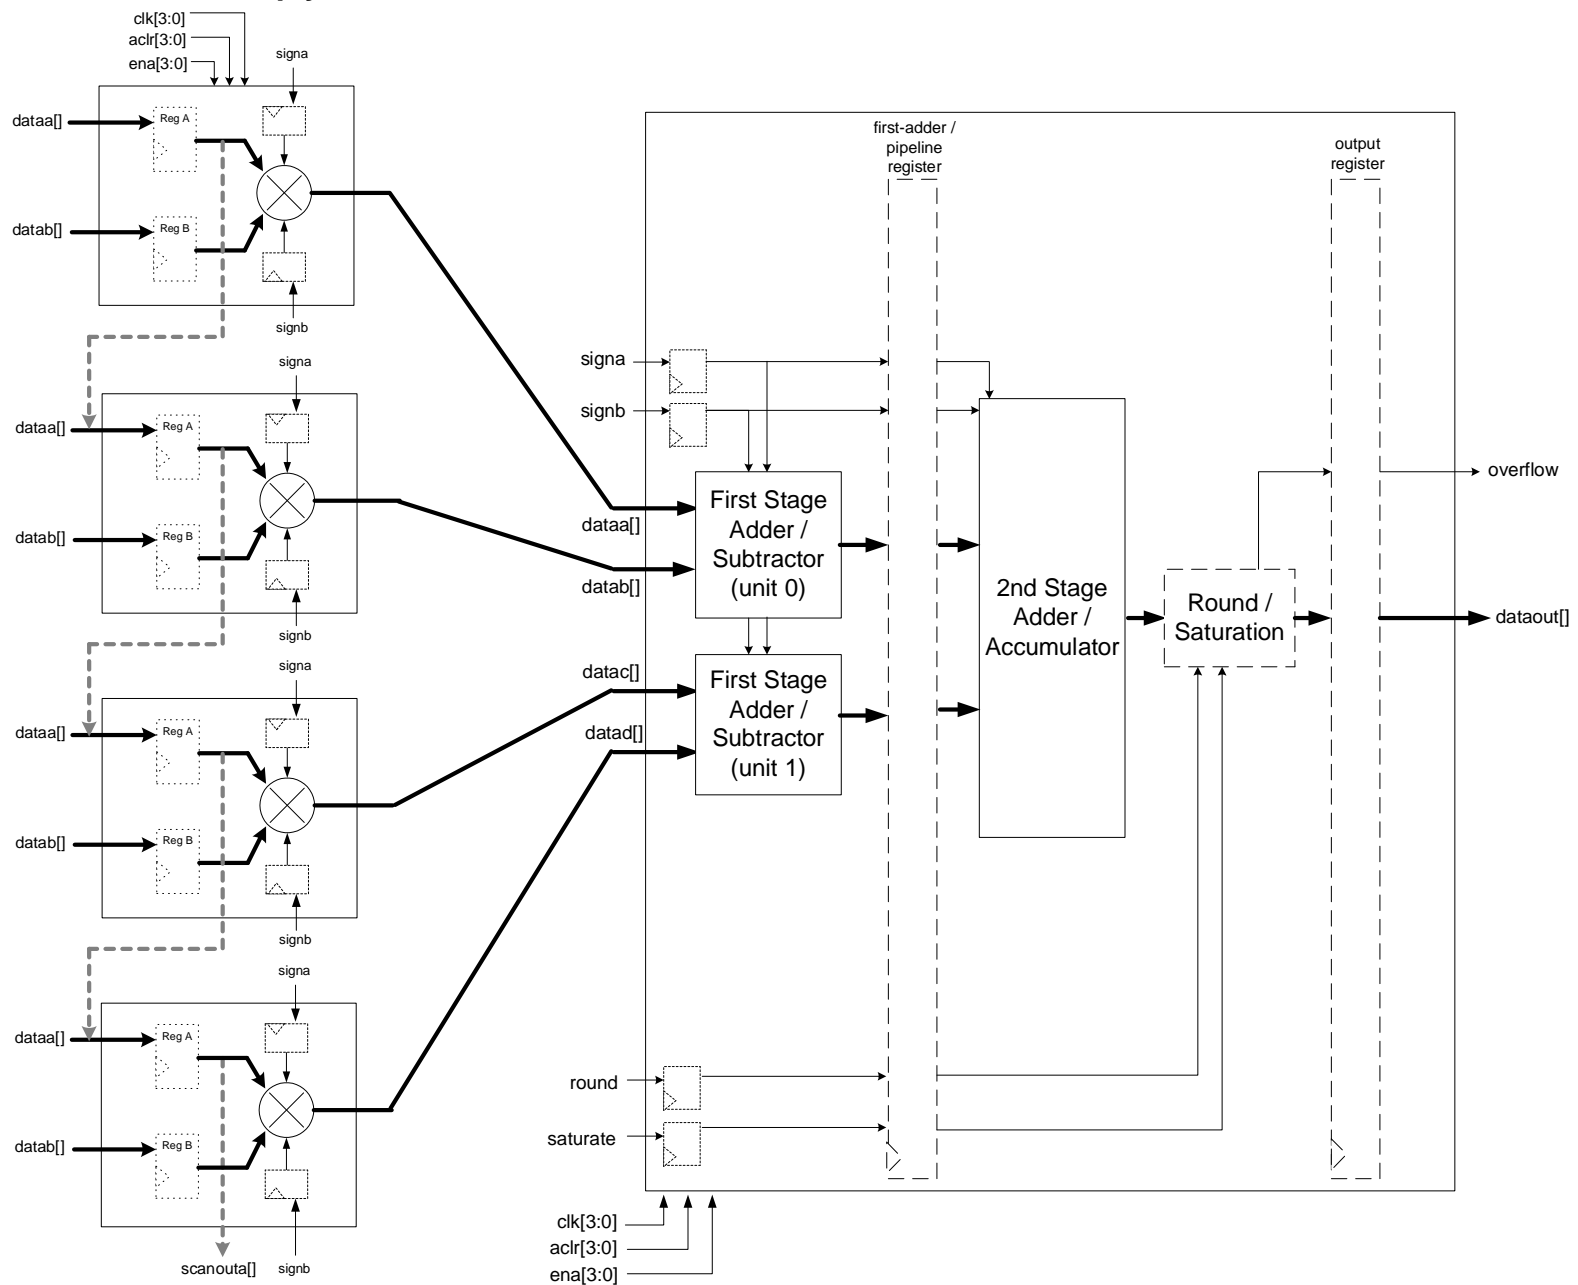 clk[3:0]
aclr[3:0]
ena[3:0]
signa
dataa[]
Reg A
datab[]
Reg B
signb
signa
dataa[]
Reg A
datab[]
Reg B
signb
signa
dataa[]
Reg A
datab[]
Reg B
signb
signa
dataa[]
Reg A
datab[]
Reg B
scanouta[]
signb
first-adder /
pipeline
register
output
register
signa
signb
dataa[]
datab[]
First Stage
Adder /
Subtractor
(unit 0)
datac[]
datad[]
First Stage
Adder /
Subtractor
(unit 1)
2nd Stage
Adder /
Accumulator
Round /
Saturation
overflow
dataout[]
round
saturate
clk[3:0]
aclr[3:0]
ena[3:0]